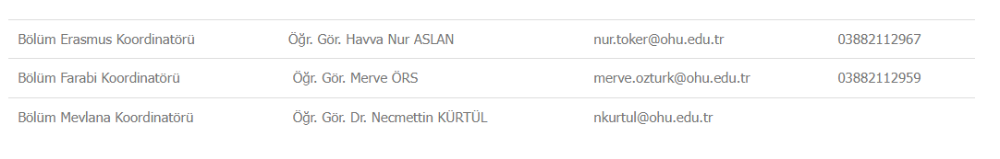 Bölüm Erasmus Koordinatörü Öğr. Gör. Havva Nur ASLAN nur.toker@ohu.edu.tr 03882112967
Bölüm Farabi Koordinatörü Öğr. Gör. Merve ÖRS merve.ozturk@ohu.edu.tr 03882112959
Bölüm Mevlana Koordinatörü Öğr. Gör. Dr. Necmettin KÜRTÜL nkurtul@ohu.edu.tr